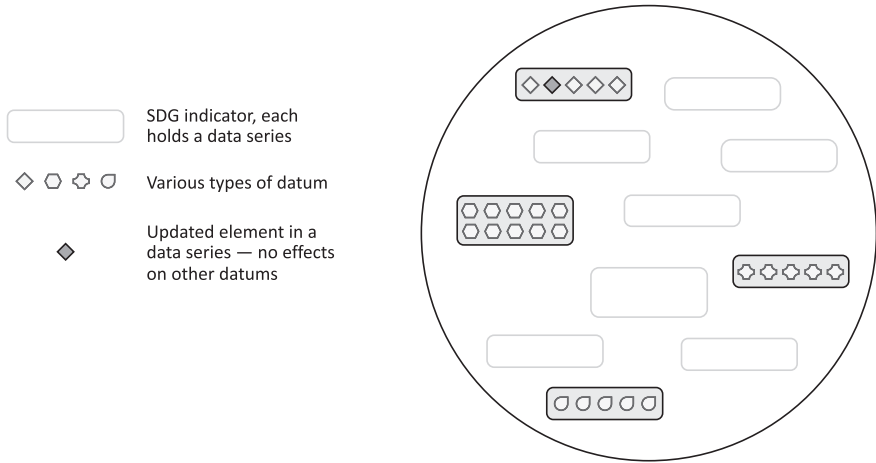 SDG indicator, each
holds a data series
Various types of datum
Updated element in a
data series — no effects
on other datums